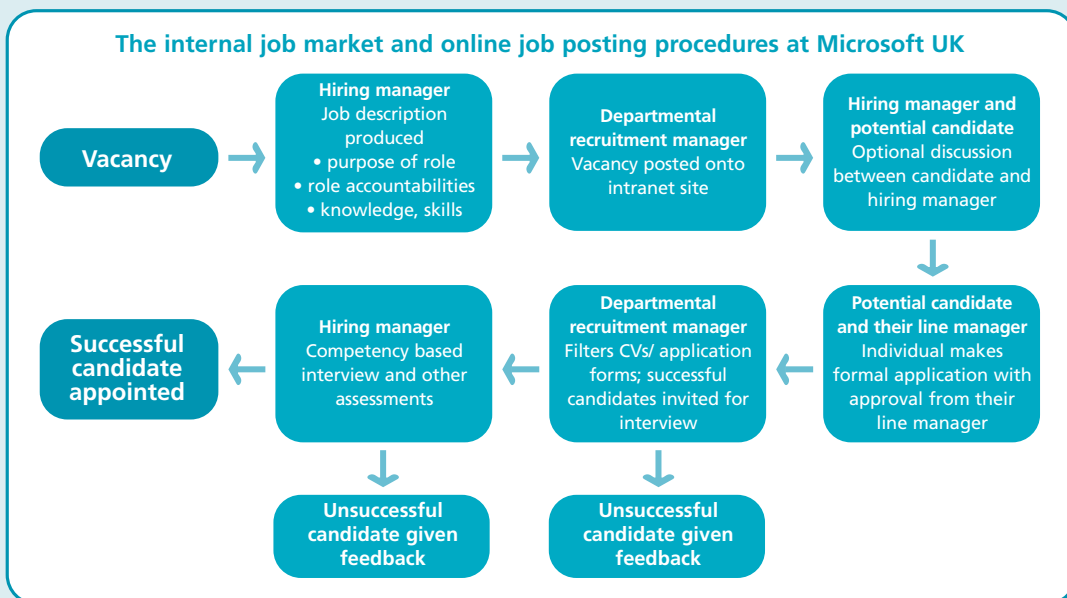 The internal job market and online job posting procedures at Microsoft UK
Vacancy
Hiring manager
Job description
produced
• purpose of role
• role accountabilities
• knowledge, skills
Departmental
recruitment manager
Vacancy posted onto
intranet site
Hiring manager and
potential candidate
Optional discussion
between candidate and
hiring manager
Potential candidate
and their line manager
Individual makes
formal application with
approval from their
line manager
Departmental
recruitment manager
Filters CVs/ application
forms; successful
candidates invited for
interview
Hiring manager
Competency based
interview and other
assessments
Successful
candidate
appointed
Unsuccessful
candidate given
feedback
Unsuccessful
candidate given
feedback